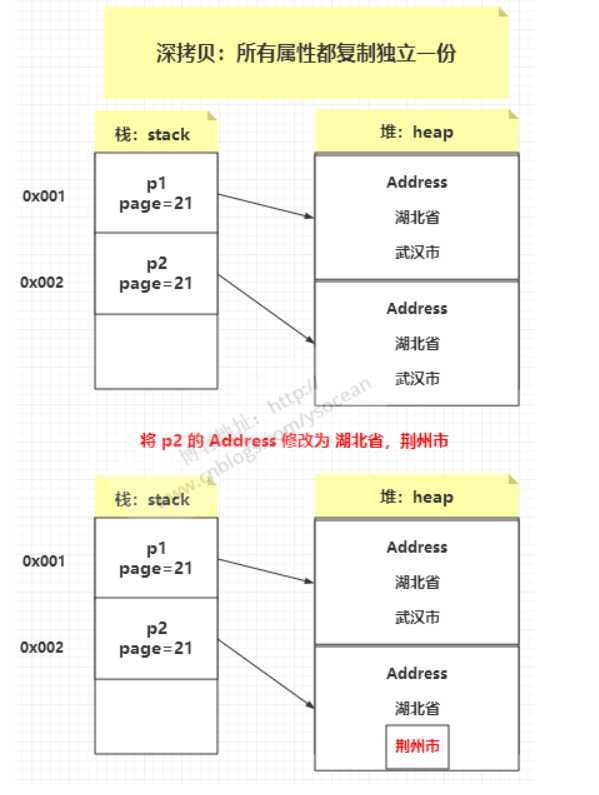 深拷贝：所有属性都复制独立一份
栈：stack
堆：heap
0x001
p1
page=21
Address
湖北省
武汉市
0x002
p2
page=21
Address
湖北省
武汉市
博客地址：http://
www.cnblogs.com/ysocean
将 p2 的 Address 修改为 湖北省，荆州市
栈：stack
堆：heap
0x001
p1
page=21
Address
湖北省
武汉市
0x002
p2
page=21
Address
湖北省
荆州市